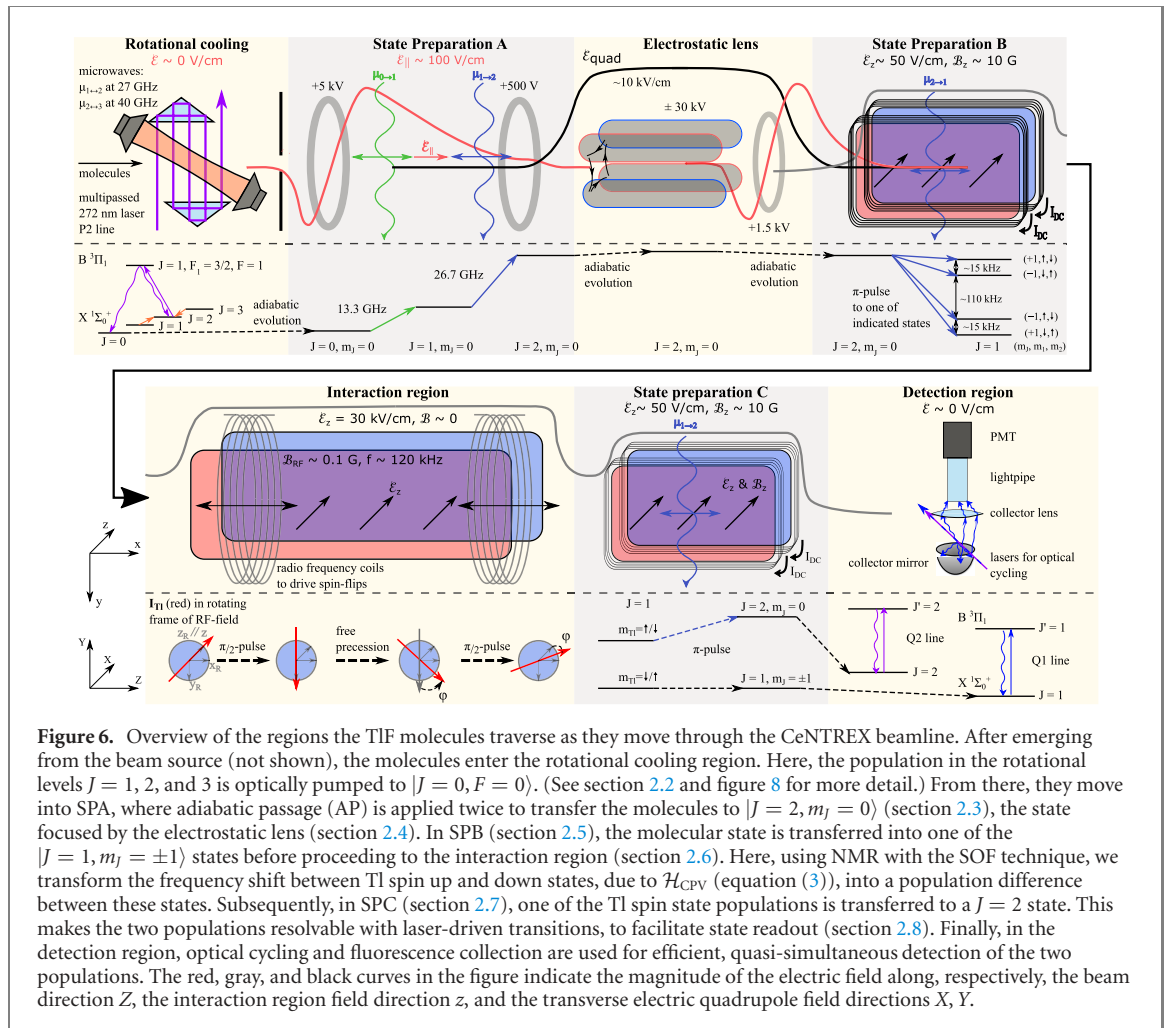 Rotational cooling
ℰ ~ 0 V/cm
microwaves:
μ1↔2 at 27 GHz
μ2↔3 at 40 GHz
molecules
multipassed
272 nm laser
P2 line
State Preparation A
ℰ∥ ~ 100 V/cm
+5 kV
μ0→1
μ1→2
+500 V
ℰ∥
Electrostatic lens
ℰquad
~10 kV/cm
± 30 kV
+1.5 kV
State Preparation B
ℰz~ 50 V/cm, ℬz ~ 10 G
μ2→1
IDC
IDC
B ³Π1
J = 1, F1 = 3/2, F = 1
X ¹Σ0⁺
J = 3
J = 2
J = 1
J = 0
adiabatic
evolution
13.3 GHz
26.7 GHz
J = 0, mJ = 0
J = 1, mJ = 0
J = 2, mJ = 0
adiabatic
evolution
J = 2, mJ = 0
adiabatic
evolution
π-pulse
to one of
indicated states
J = 2, mJ = 0
(+1,↑,↓)
~15 kHz
(−1,↓,↑)
~110 kHz
(−1,↑,↓)
~15 kHz
(+1,↓,↑)
J = 1
(mJ, m1, m2)
Interaction region
ℰz = 30 kV/cm, ℬ ~ 0
ℬRF ~ 0.1 G, f ~ 120 kHz
ℰz
radio frequency coils
to drive spin-flips
z
x
y
State preparation C
ℰz~ 50 V/cm, ℬz ~ 10 G
μ1→2
ℰz & ℬz
IDC
IDC
Detection region
ℰ ~ 0 V/cm
PMT
lightpipe
collector lens
lasers for optical
cycling
collector mirror
ITl (red) in rotating
frame of RF-field
Y
X
Z
zR // z
xR
yR
π/2-pulse
free
precession
φ
π/2-pulse
φ
J = 1
mTl=↑/↓
π-pulse
J = 2, mJ = 0
mTl=↓/↑
J = 1, mJ = ±1
J' = 2
Q2 line
J = 2
B ³Π1
J' = 1
Q1 line
X ¹Σ0⁺
J = 1
Figure 6. Overview of the regions the TlF molecules traverse as they move through the CeNTREX beamline. After emerging
from the beam source (not shown), the molecules enter the rotational cooling region. Here, the population in the rotational
levels J = 1, 2, and 3 is optically pumped to |J = 0, F = 0⟩. (See section 2.2 and figure 8 for more detail.) From there, they move
into SPA, where adiabatic passage (AP) is applied twice to transfer the molecules to |J = 2, mJ = 0⟩ (section 2.3), the state
focused by the electrostatic lens (section 2.4). In SPB (section 2.5), the molecular state is transferred into one of the
|J = 1, mJ = ±1⟩ states before proceeding to the interaction region (section 2.6). Here, using NMR with the SOF technique, we
transform the frequency shift between Tl spin up and down states, due to ℋCPV (equation (3)), into a population difference
between these states. Subsequently, in SPC (section 2.7), one of the Tl spin state populations is transferred to a J = 2 state. This
makes the two populations resolvable with laser-driven transitions, to facilitate state readout (section 2.8). Finally, in the
detection region, optical cycling and fluorescence collection are used for efficient, quasi-simultaneous detection of the two
populations. The red, gray, and black curves in the figure indicate the magnitude of the electric field along, respectively, the beam
direction Z, the interaction region field direction z, and the transverse electric quadrupole field directions X, Y.